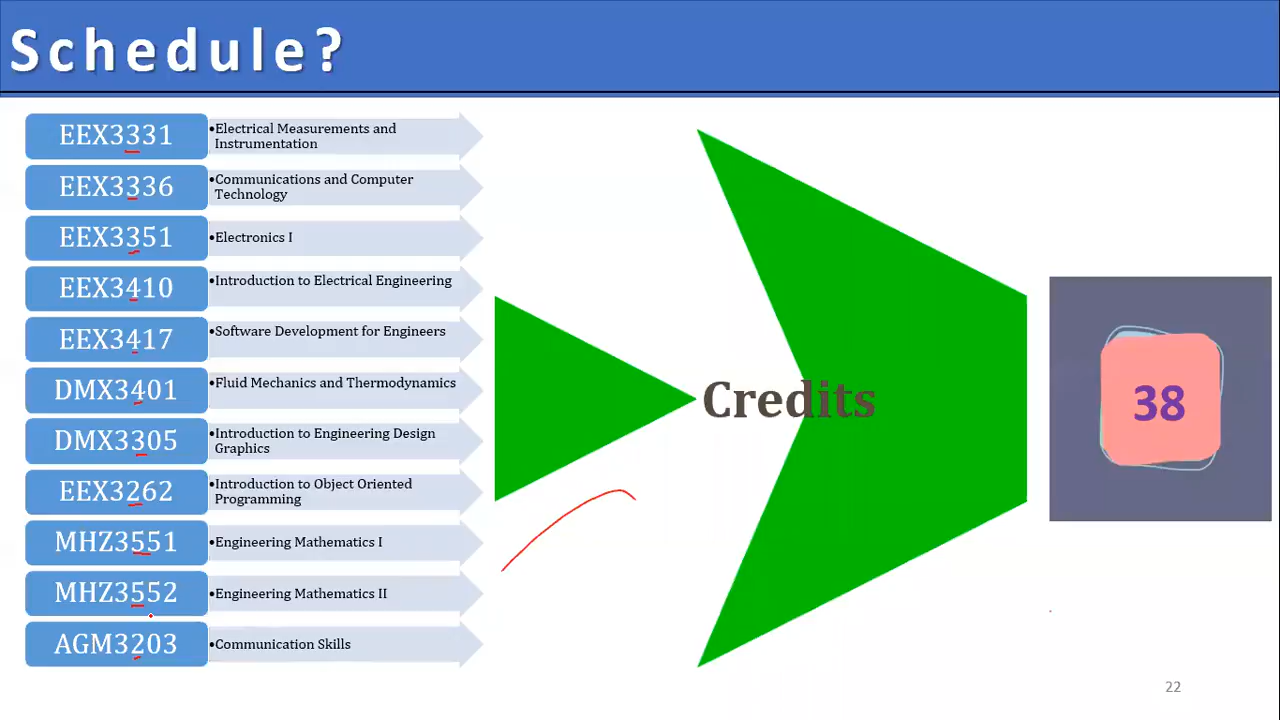 Schedule?
EEX3331
•Electrical Measurements and
Instrumentation
EEX3336
•Communications and Computer
Technology
EEX3351
•Electronics I
EEX3410
•Introduction to Electrical Engineering
EEX3417
•Software Development for Engineers
DMX3401
•Fluid Mechanics and Thermodynamics
DMX3305
•Introduction to Engineering Design
Graphics
EEX3262
•Introduction to Object Oriented
Programming
MHZ3551
•Engineering Mathematics I
MHZ3552
•Engineering Mathematics II
AGM3203
•Communication Skills
Credits
38
22